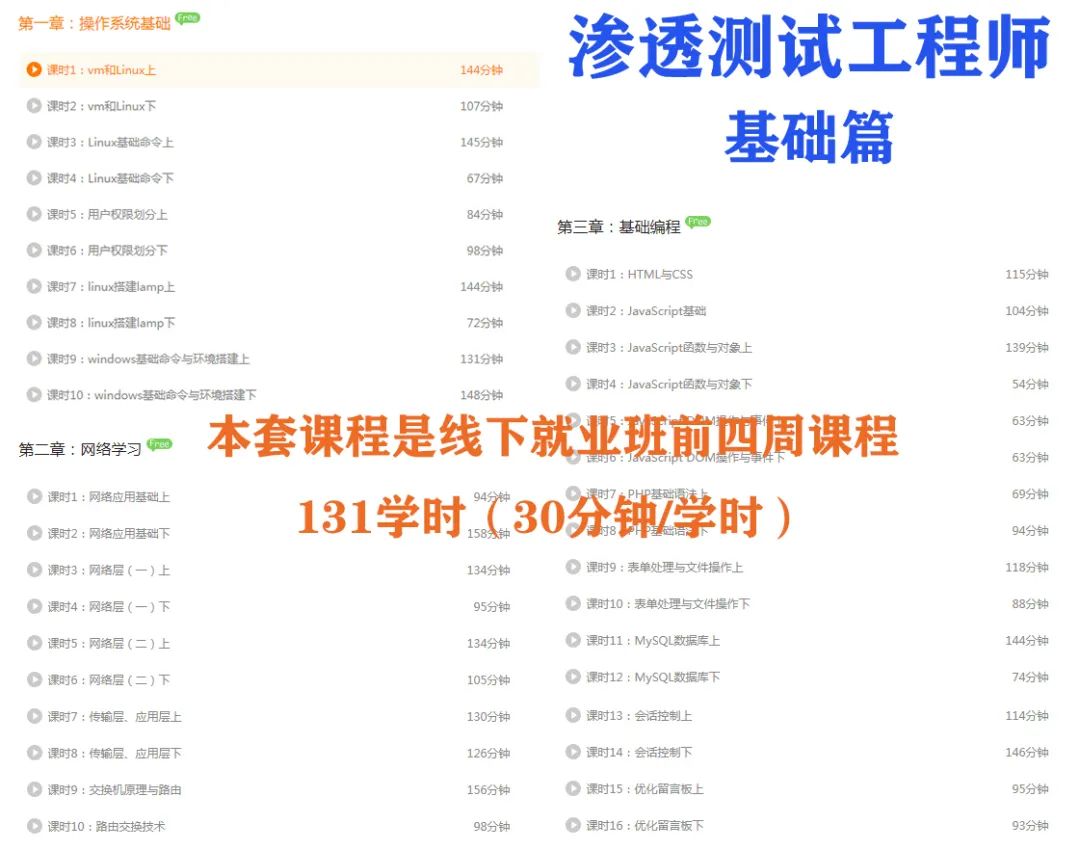 第一章：操作系统基础 Free
课时1：vm和Linux上 144分钟
课时2：vm和Linux下 107分钟
课时3：Linux基础命令上 145分钟
课时4：Linux基础命令下 67分钟
课时5：用户权限划分上 84分钟
课时6：用户权限划分下 98分钟
课时7：linux搭建lamp上 144分钟
课时8：linux搭建lamp下 72分钟
课时9：windows基础命令与环境搭建上 131分钟
课时10：windows基础命令与环境搭建下 148分钟
第二章：网络学习 Free
课时1：网络应用基础上 94分钟
课时2：网络应用基础下 158分钟
课时3：网络层（一）上 134分钟
课时4：网络层（一）下 95分钟
课时5：网络层（二）上 134分钟
课时6：网络层（二）下 105分钟
课时7：传输层、应用层上 130分钟
课时8：传输层、应用层下 126分钟
课时9：交换机原理与路由 156分钟
课时10：路由交换技术 98分钟
渗透测试工程师
基础篇
第三章：基础编程 Free
课时1：HTML与CSS 115分钟
课时2：JavaScript基础 104分钟
课时3：JavaScript函数与对象上 139分钟
课时4：JavaScript函数与对象下 54分钟
课时5：JavaScript DOM操作与事件 63分钟
课时6：JavaScript DOM操作与事件下 63分钟
课时7：PHP基础语法上 69分钟
课时8：PHP基础语法下 94分钟
课时9：表单处理与文件操作上 118分钟
课时10：表单处理与文件操作下 88分钟
课时11：MySQL数据库上 144分钟
课时12：MySQL数据库下 74分钟
课时13：会话控制上 114分钟
课时14：会话控制下 146分钟
课时15：优化留言板上 95分钟
课时16：优化留言板下 93分钟
本套课程是线下就业班前四周课程
131学时（30分钟/学时）